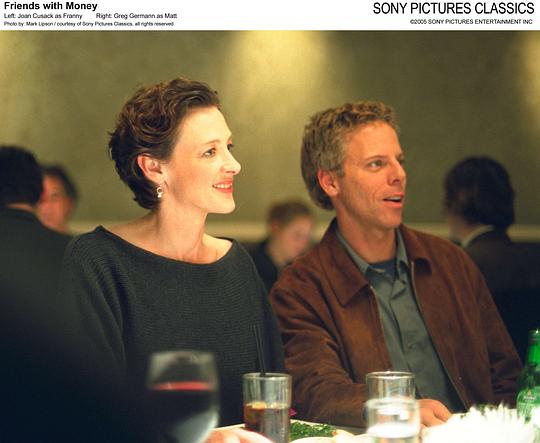 Friends with Money
SONY PICTURES CLASSICS
Left: Joan Cusack as Franny Right: Greg Germann as Matt
Photo by: Mark Lipson / courtesy of Sony Pictures Classics, all rights reserved
©2005 SONY PICTURES ENTERTAINMENT INC